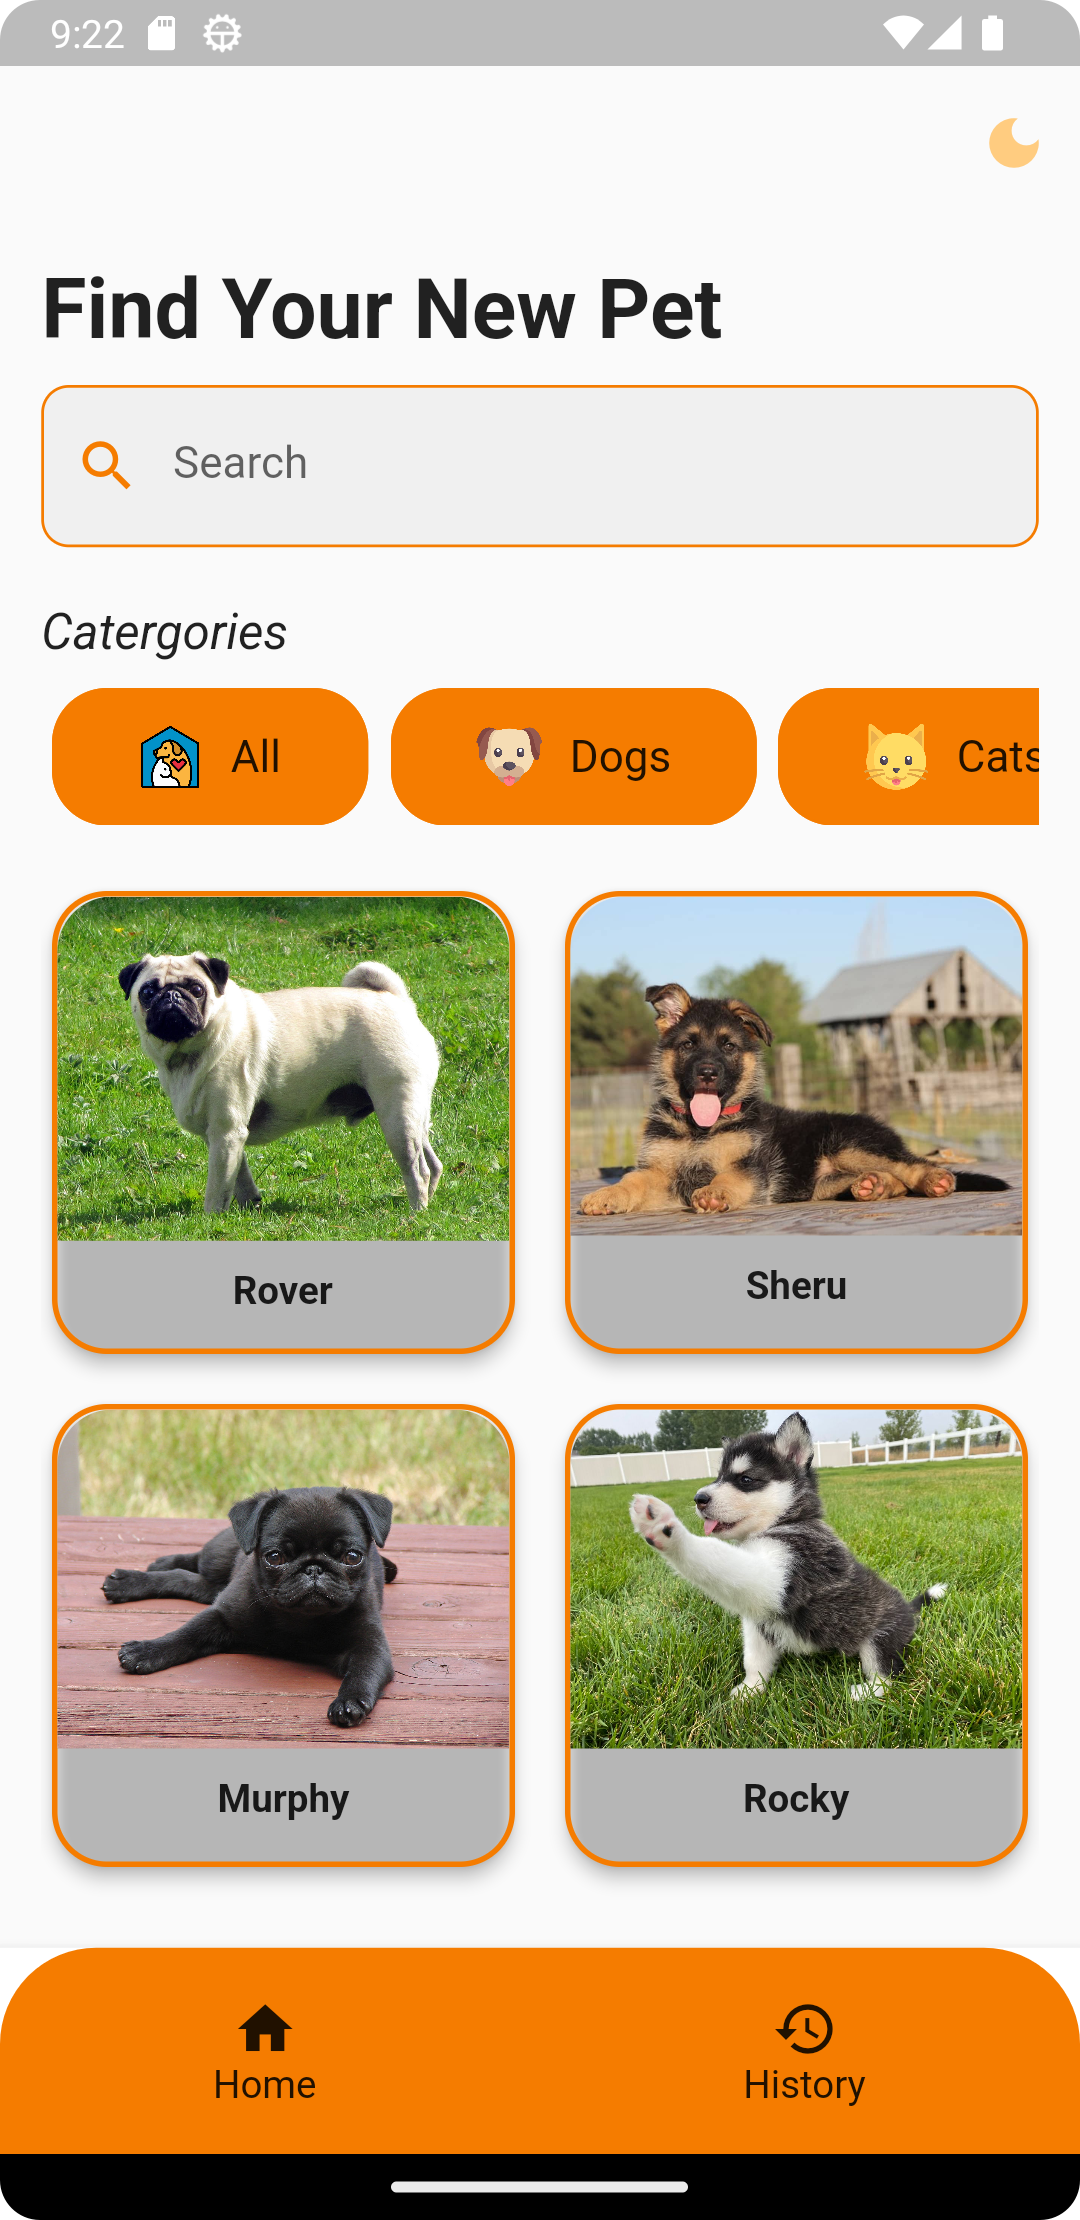 9:22
Find Your New Pet
Search
Catergories
All Dogs Cats
Rover Sheru
Murphy Rocky
Home History